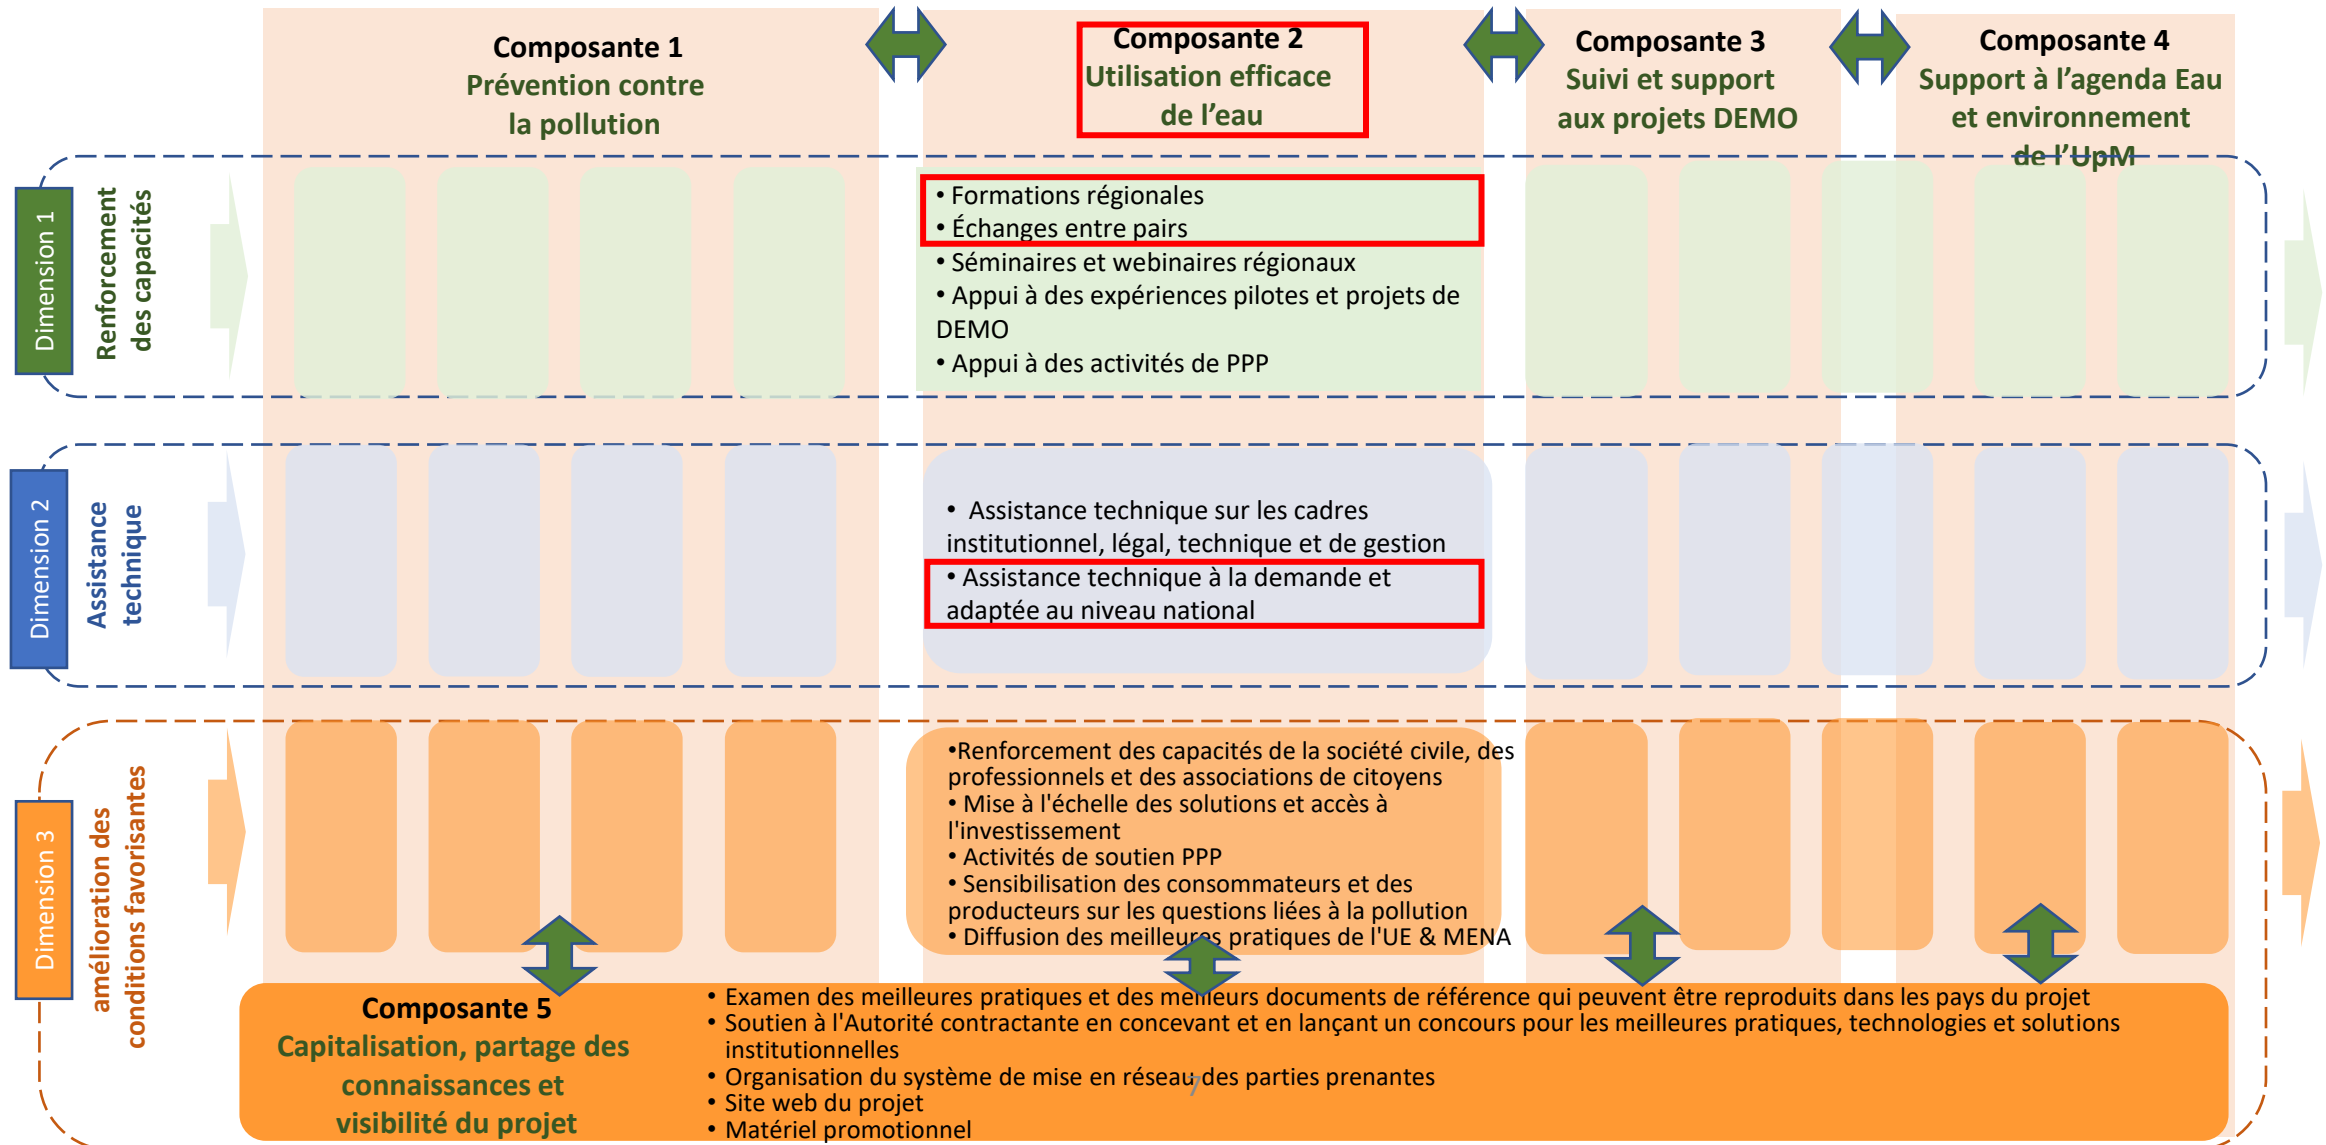 Composante 1
Prévention contre
la pollution
Composante 2
Utilisation efficace
de l'eau
Composante 3
Suivi et support
aux projets DEMO
Composante 4
Support à l'agenda Eau
et environnement
de l'UpM
Dimension 1
Renforcement
des capacités
• Formations régionales
• Échanges entre pairs
• Séminaires et webinaires régionaux
• Appui à des expériences pilotes et projets de
DEMO
• Appui à des activités de PPP
Dimension 2
Assistance
technique
• Assistance technique sur les cadres
institutionnel, légal, technique et de gestion
• Assistance technique à la demande et
adaptée au niveau national
Dimension 3
amélioration des
conditions favorisantes
•Renforcement des capacités de la société civile, des
professionnels et des associations de citoyens
• Mise à l'échelle des solutions et accès à
l'investissement
• Activités de soutien PPP
• Sensibilisation des consommateurs et des
producteurs sur les questions liées à la pollution
• Diffusion des meilleures pratiques de l'UE & MENA
Composante 5
Capitalisation, partage des
connaissances et
visibilité du projet
• Examen des meilleures pratiques et des meilleurs documents de référence qui peuvent être reproduits dans les pays du projet
• Soutien à l'Autorité contractante en concevant et en lançant un concours pour les meilleures pratiques, technologies et solutions
institutionnelles
• Organisation du système de mise en réseau des parties prenantes
• Site web du projet
• Matériel promotionnel
7